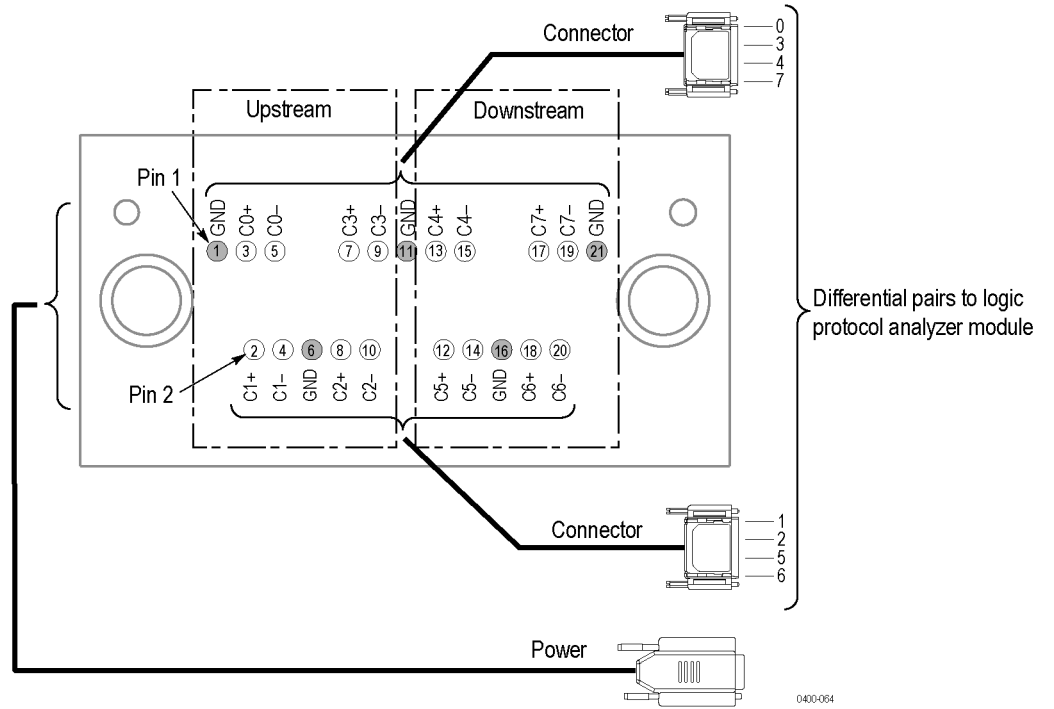 Connector
0
3
4
7
Upstream
Downstream
Pin 1
GND
C0+
C0–
C3+
C3–
GND
C4+
C4–
C7+
C7–
GND
1
3
5
7
9
11
13
15
17
19
21
Differential pairs to logic
protocol analyzer module
2
4
6
8
10
12
14
16
18
20
Pin 2
C1+
C1–
GND
C2+
C2–
C5+
C5–
GND
C6+
C6–
Connector
1
2
5
6
Power
0400-064